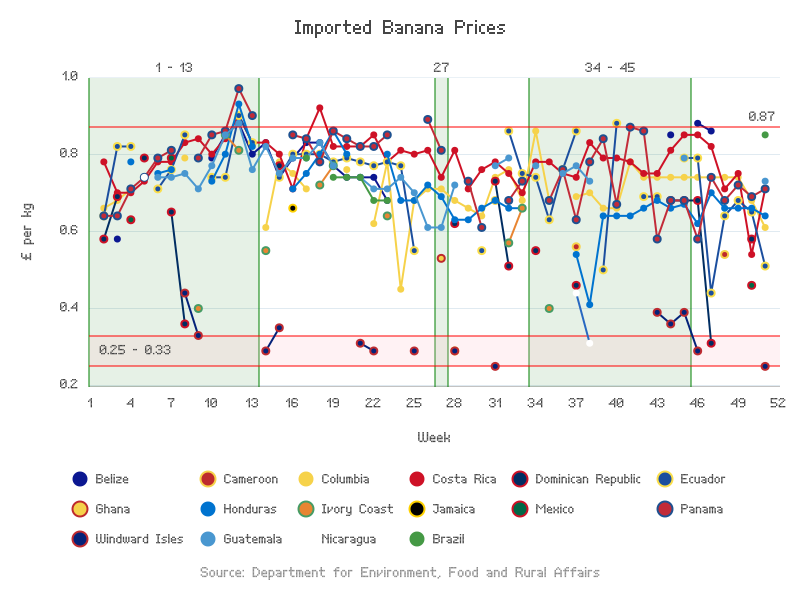 Imported Banana Prices
1 - 13 27 34 - 45
1.0
0.87
0.8
0.6
0.4
0.25 - 0.33
0.2
£ per kg
1 4 7 10 13 16 19 22 25 28 31 34 37 40 43 46 49 52
Week
Belize Cameroon Columbia Costa Rica Dominican Republic Ecuador
Ghana Honduras Ivory Coast Jamaica Mexico Panama
Windward Isles Guatemala Nicaragua Brazil
Source: Department for Environment, Food and Rural Affairs